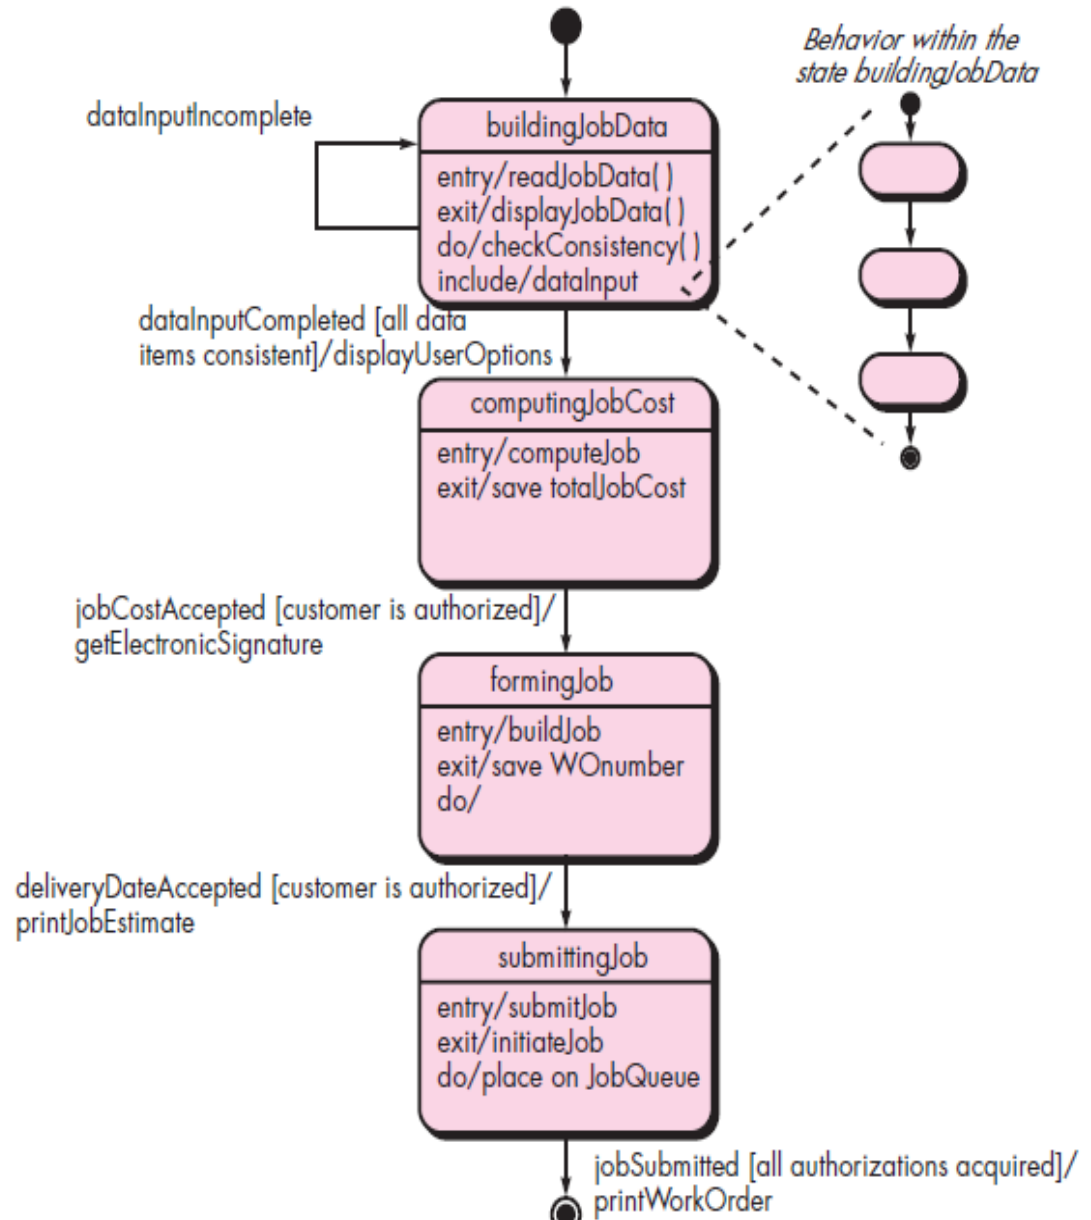 Behavior within the
state buildingJobData
dataInputIncomplete
buildingJobData
entry/readJobData( )
exit/displayJobData( )
do/checkConsistency( )
include/dataInput
dataInputCompleted [all data
items consistent]/displayUserOptions
computingJobCost
entry/computeJob
exit/save totalJobCost
jobCostAccepted [customer is authorized]/
getElectronicSignature
formingJob
entry/buildJob
exit/save WOnumber
do/
deliveryDateAccepted [customer is authorized]/
printJobEstimate
submittingJob
entry/submitJob
exit/initiateJob
do/place on JobQueue
jobSubmitted [all authorizations acquired]/
printWorkOrder